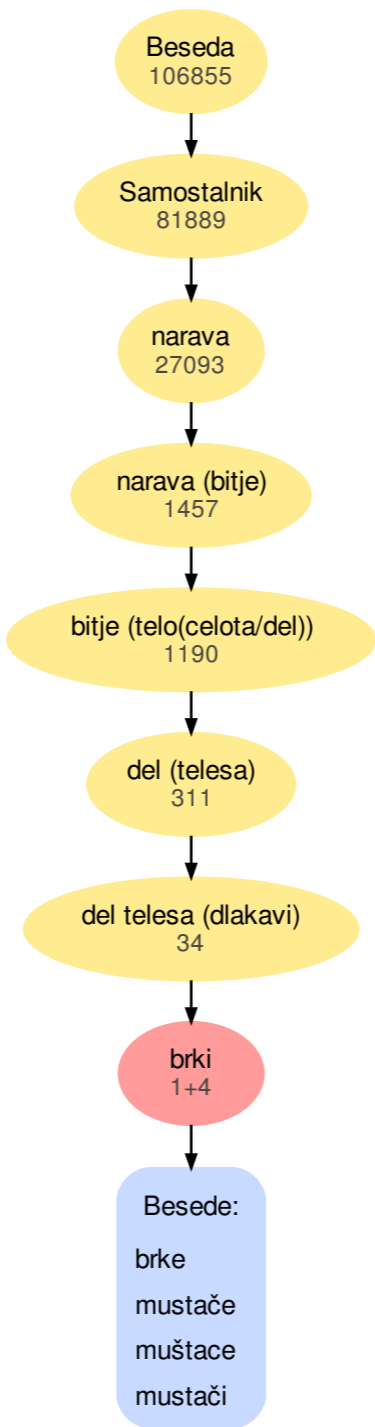 Beseda
106855
Samostalnik
81889
narava
27093
narava (bitje)
1457
bitje (telo(celota/del))
1190
del (telesa)
311
del telesa (dlakavi)
34
brki
1+4
Besede:
brke
mustače
muštace
mustači